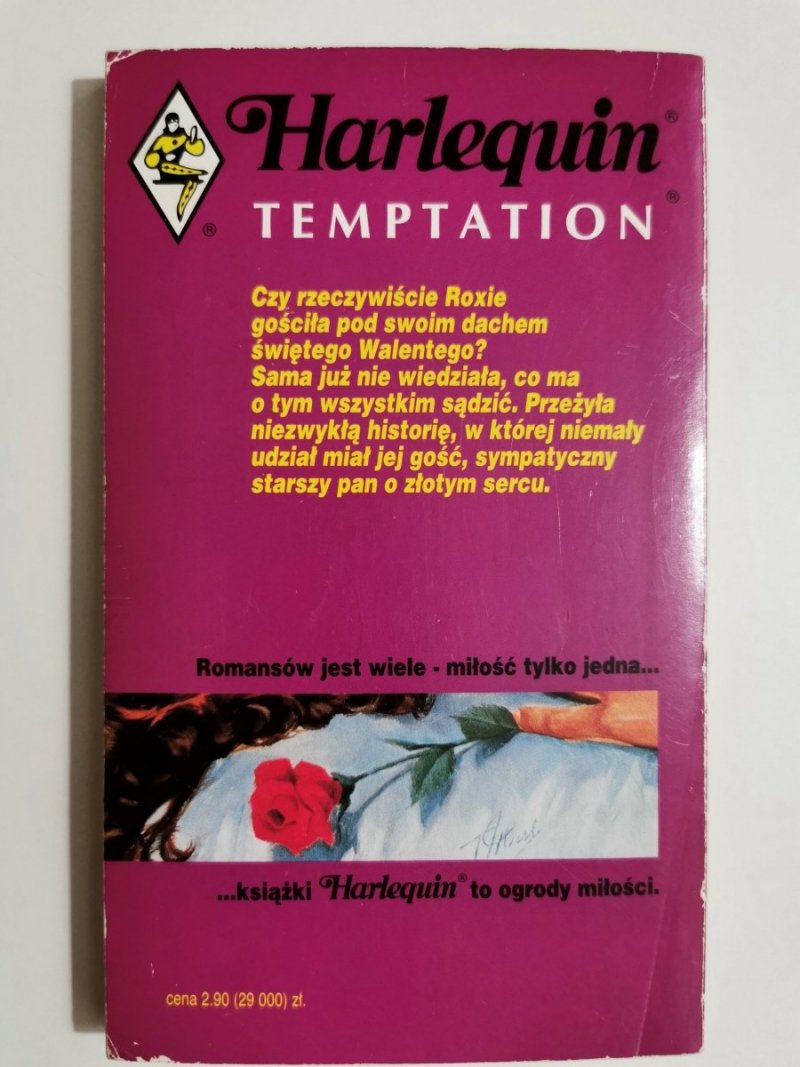 Harlequin®
TEMPTATION®
®
Czy rzeczywiście Roxie
gościła pod swoim dachem
świętego Walentego?
Sama już nie wiedziała, co ma
o tym wszystkim sądzić. Przeżyła
niezwykłą historię, w której niemały
udział miał jej gość, sympatyczny
starszy pan o złotym sercu.
Romansów jest wiele - miłość tylko jedna...
...książki Harlequin® to ogrody miłości.
cena 2.90 (29 000) zł.